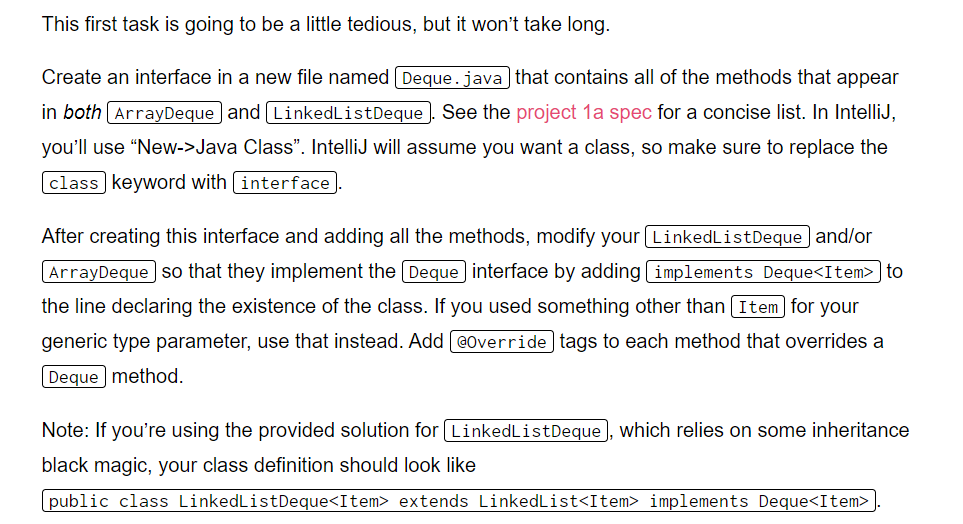 This first task is going to be a little tedious, but it won’t take long.
Create an interface in a new file named Deque.java that contains all of the methods that appear
in both ArrayDeque and LinkedListDeque. See the project 1a spec for a concise list. In IntelliJ,
you’ll use “New->Java Class”. IntelliJ will assume you want a class, so make sure to replace the
class keyword with interface.
After creating this interface and adding all the methods, modify your LinkedListDeque and/or
ArrayDeque so that they implement the Deque interface by adding implements Deque<Item> to
the line declaring the existence of the class. If you used something other than Item for your
generic type parameter, use that instead. Add @Override tags to each method that overrides a
Deque method.
Note: If you’re using the provided solution for LinkedListDeque, which relies on some inheritance
black magic, your class definition should look like
public class LinkedListDeque<Item> extends LinkedList<Item> implements Deque<Item>.